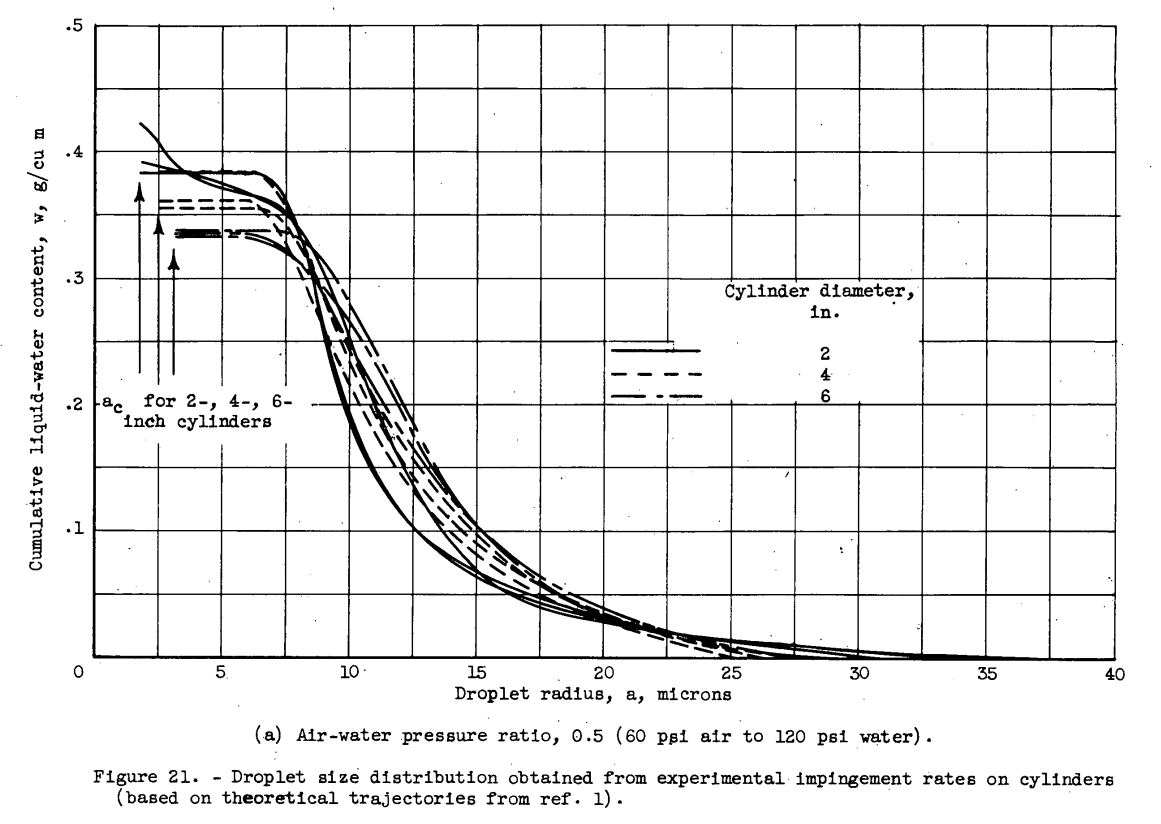 .5
.4
.3
.2
.1
0
5
10
15
20
25
30
35
40
Cumulative liquid-water content, w, g/cu m
Cylinder diameter,
in.
2
4
6
a_c for 2-, 4-, 6-
inch cylinders
Droplet radius, a, microns
(a) Air-water pressure ratio, 0.5 (60 psi air to 120 psi water).
Figure 21. - Droplet size distribution obtained from experimental impingement rates on cylinders
(based on theoretical trajectories from ref. 1).